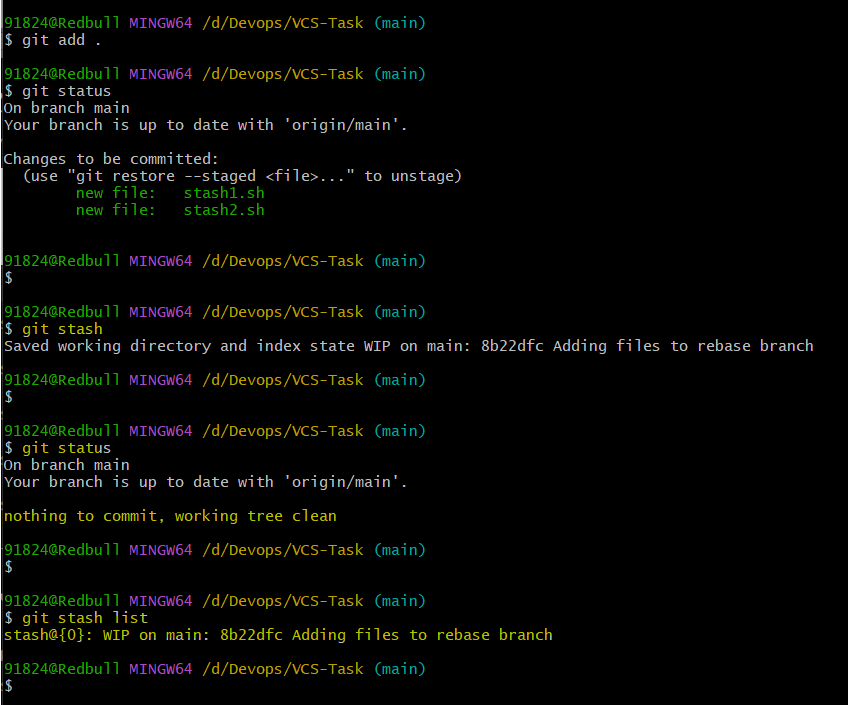 91824@Redbull MINGW64 /d/Devops/VCS-Task (main)
$ git add .
91824@Redbull MINGW64 /d/Devops/VCS-Task (main)
$ git status
On branch main
Your branch is up to date with 'origin/main'.
Changes to be committed:
  (use "git restore --staged <file>..." to unstage)
        new file:   stash1.sh
        new file:   stash2.sh
91824@Redbull MINGW64 /d/Devops/VCS-Task (main)
$
91824@Redbull MINGW64 /d/Devops/VCS-Task (main)
$ git stash
Saved working directory and index state WIP on main: 8b22dfc Adding files to rebase branch
91824@Redbull MINGW64 /d/Devops/VCS-Task (main)
$
91824@Redbull MINGW64 /d/Devops/VCS-Task (main)
$ git status
On branch main
Your branch is up to date with 'origin/main'.
nothing to commit, working tree clean
91824@Redbull MINGW64 /d/Devops/VCS-Task (main)
$
91824@Redbull MINGW64 /d/Devops/VCS-Task (main)
$ git stash list
stash@{0}: WIP on main: 8b22dfc Adding files to rebase branch
91824@Redbull MINGW64 /d/Devops/VCS-Task (main)
$